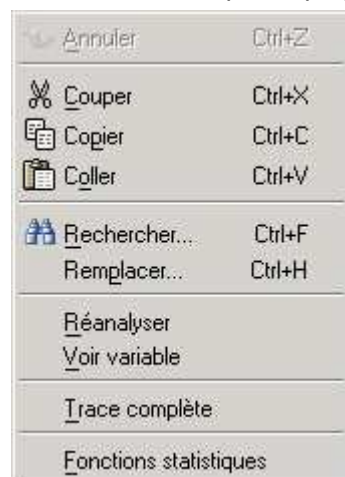 Annuler Ctrl+Z
Couper Ctrl+X
Copier Ctrl+C
Coller Ctrl+V
Rechercher... Ctrl+F
Remplacer... Ctrl+H
Réanalyser
Voir variable
Trace complète
Fonctions statistiques